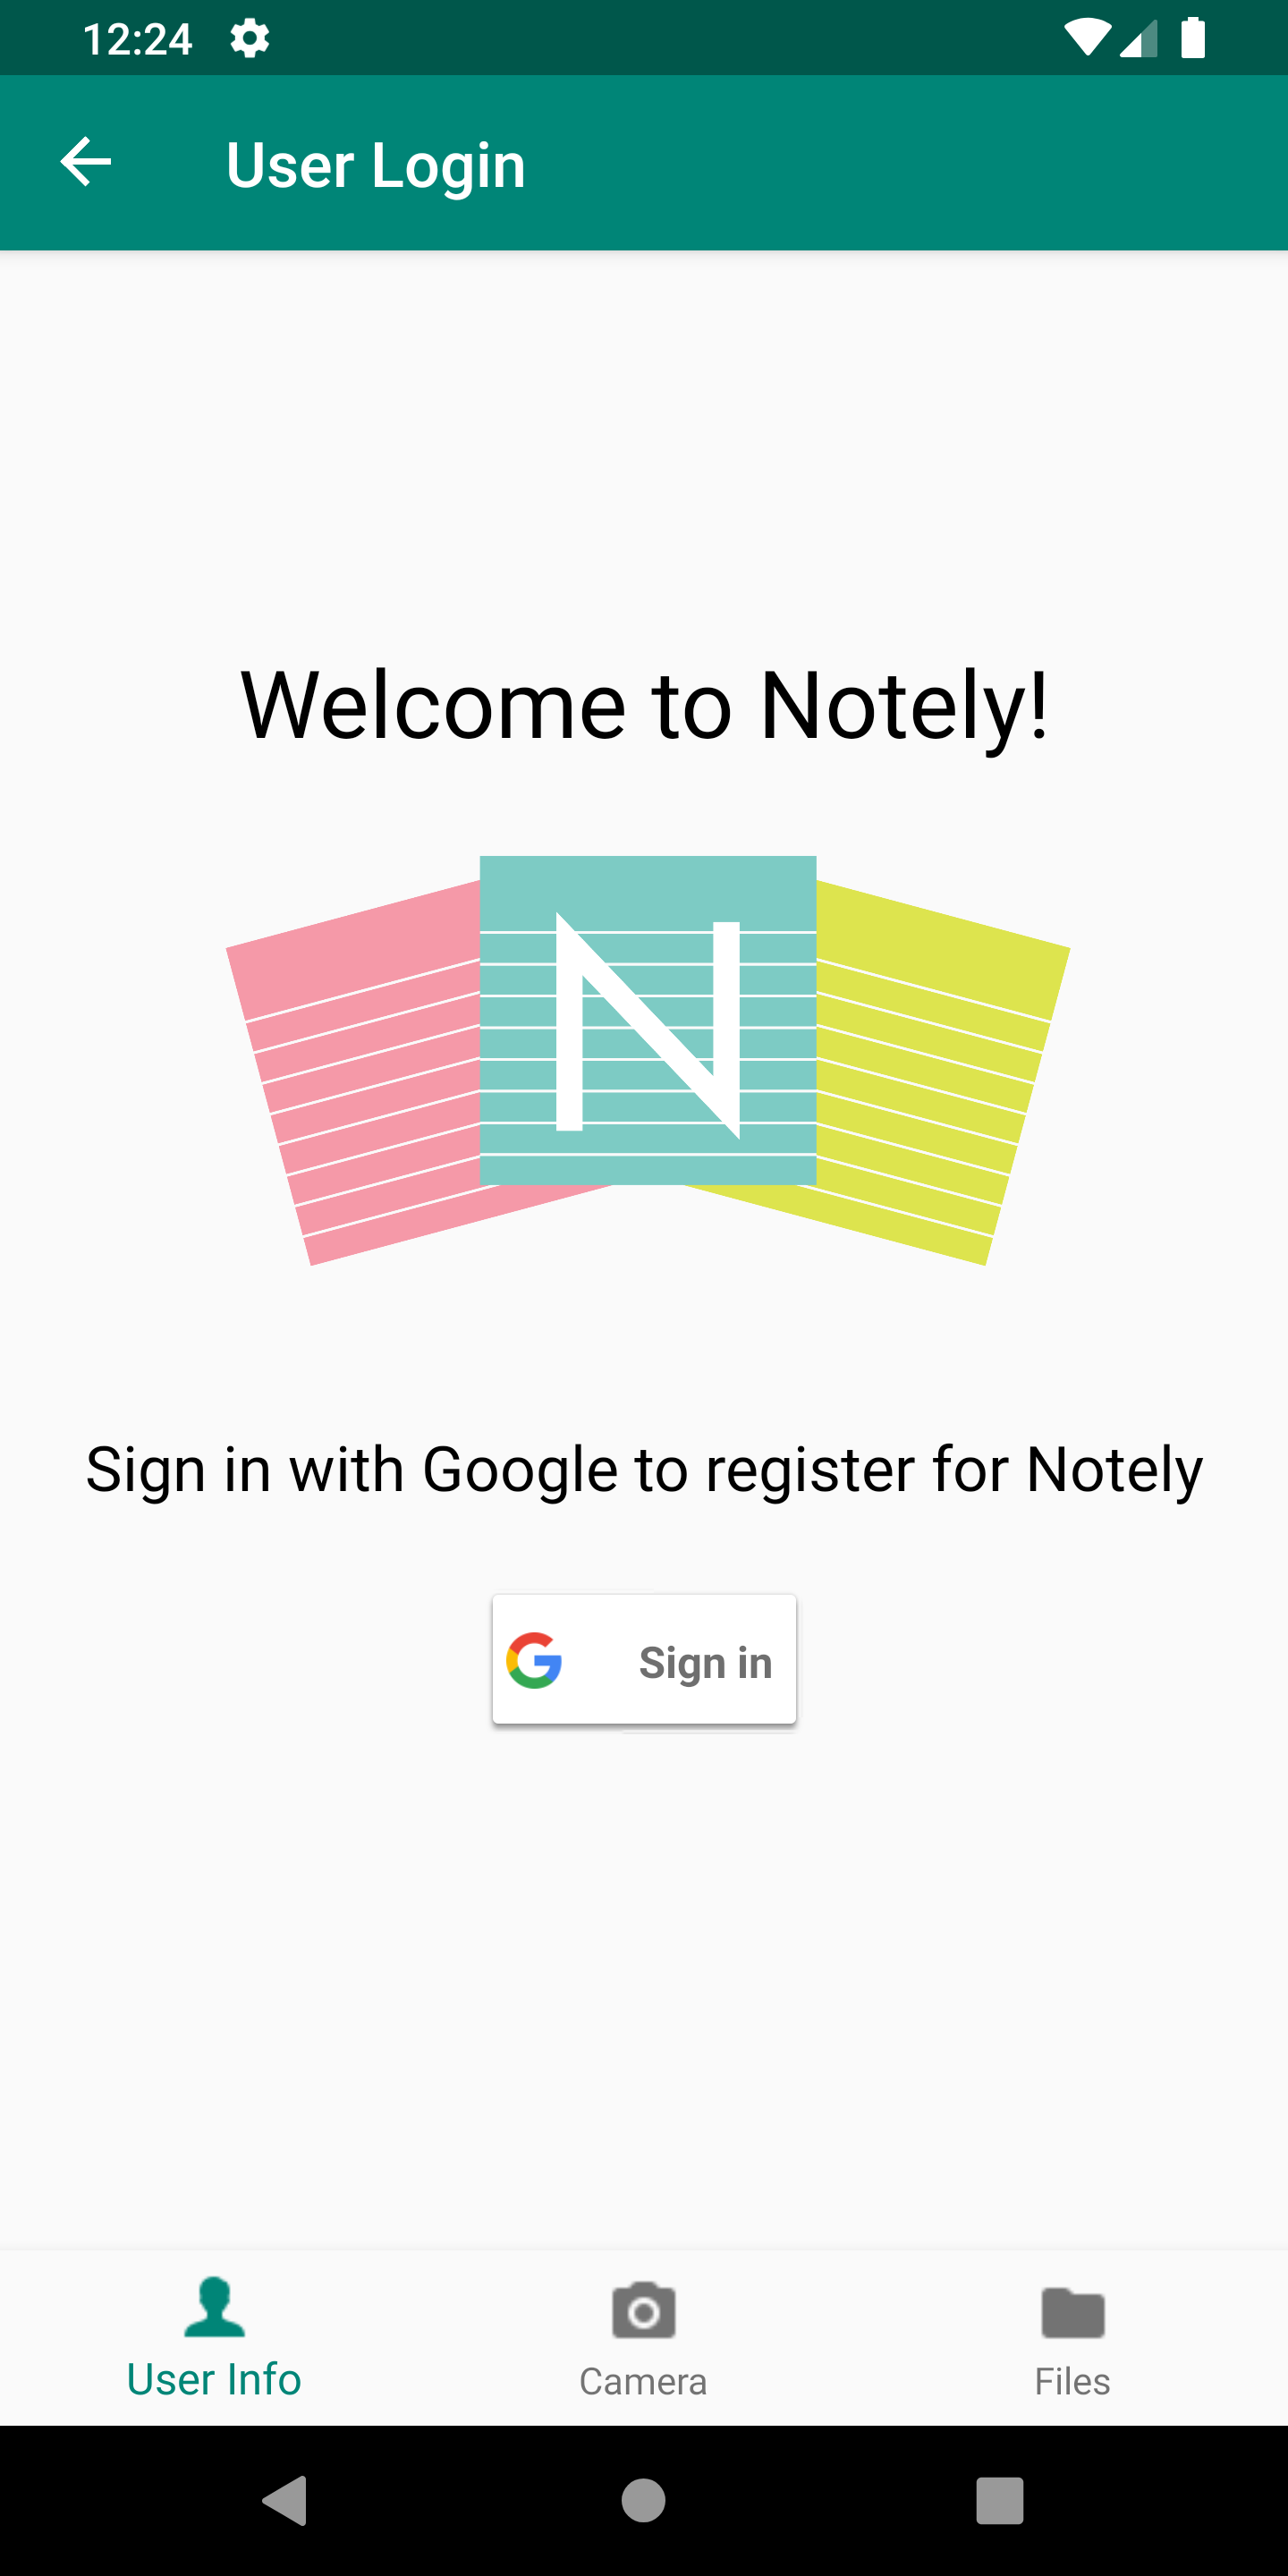 12:24
User Login
Welcome to Notely!
N
Sign in with Google to register for Notely
G Sign in
User Info
Camera
Files